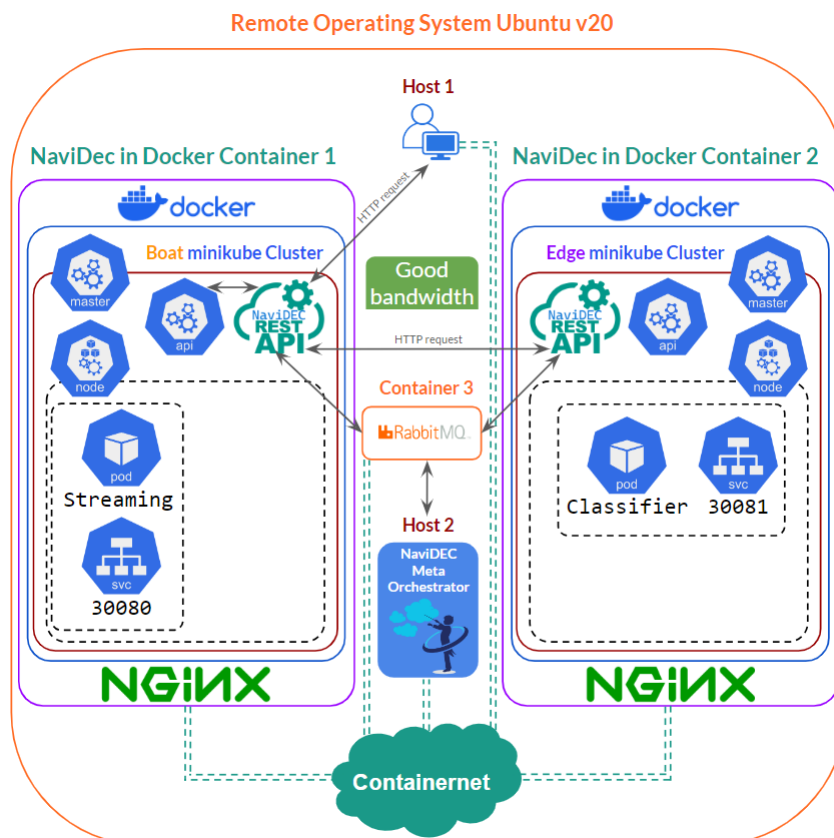 Remote Operating System Ubuntu v20
Host 1
NaviDec in Docker Container 1
NaviDec in Docker Container 2
docker
docker
HTTP request
Boat minikube Cluster
Edge minikube Cluster
master
master
Good
bandwidth
api
NaviDEC
REST
API
NaviDEC
REST
API
api
HTTP request
node
node
Container 3
RabbitMQ
pod
Streaming
svc
30080
pod
Classifier
svc
30081
Host 2
NaviDEC
Meta
Orchestrator
NGiNX
NGiNX
Containernet